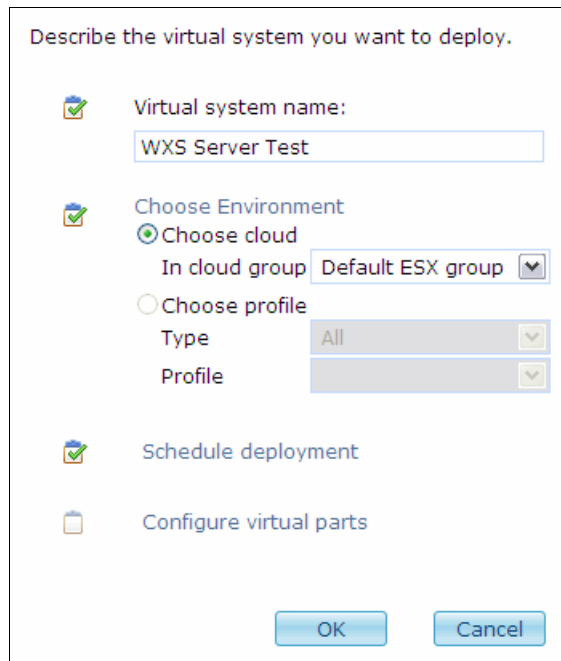 Describe the virtual system you want to deploy.
Virtual system name:
WXS Server Test
Choose Environment
Choose cloud
In cloud group Default ESX group
Choose profile
Type All
Profile
Schedule deployment
Configure virtual parts
OK Cancel